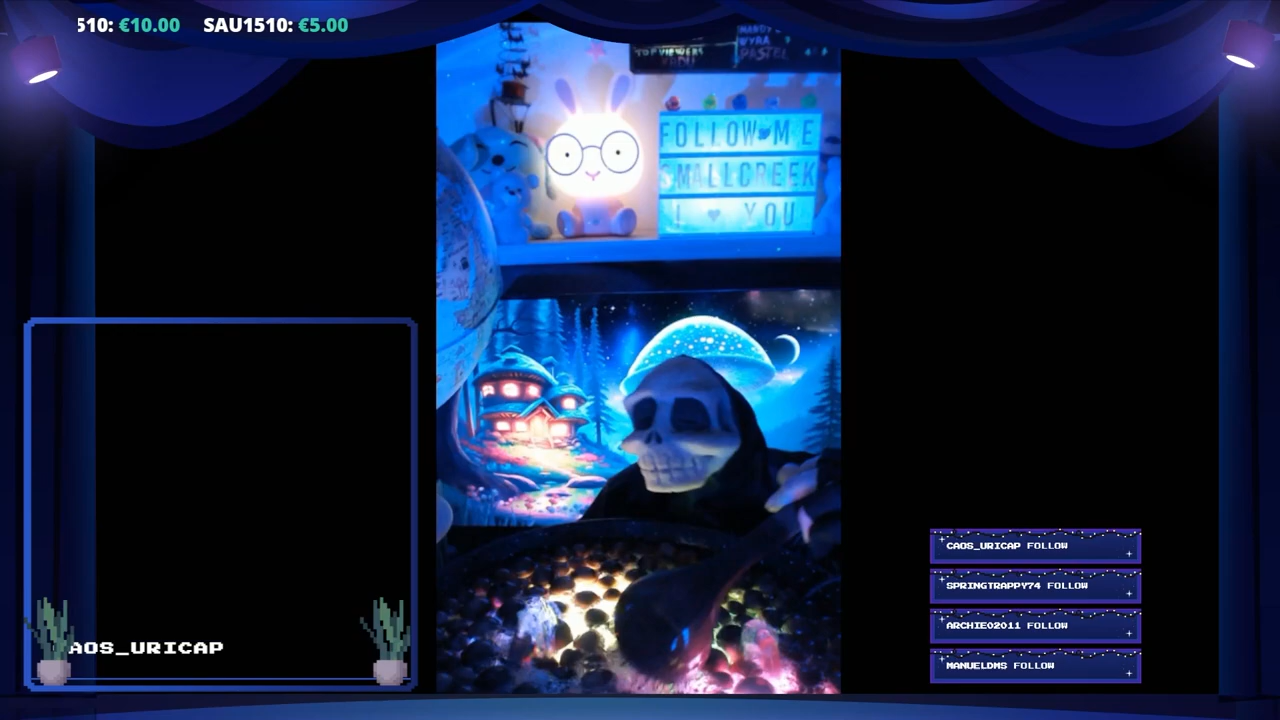 510: €10.00 SAU1510: €5.00
TOP VIEWERS
WYRA
PASTEL
FOLLOW ME
SMALLCREEK
I YOU
CAOS_URICAP FOLLOW
SPRINGTRAPPY74 FOLLOW
ARCHIE02011 FOLLOW
MANUELDMS FOLLOW
AOS_URICAP